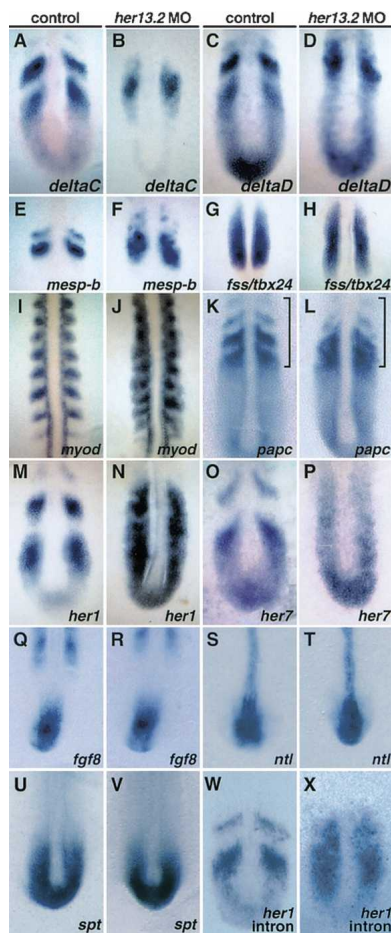 control her13.2 MO control her13.2 MO
A B C D
deltaC deltaC deltaD deltaD
E F G H
mesp-b mesp-b fss/tbx24 fss/tbx24
I J K L
myod myod papc papc
M N O P
her1 her1 her7 her7
Q R S T
fgf8 fgf8 ntl ntl
U V W X
spt spt her1 her1
intron intron